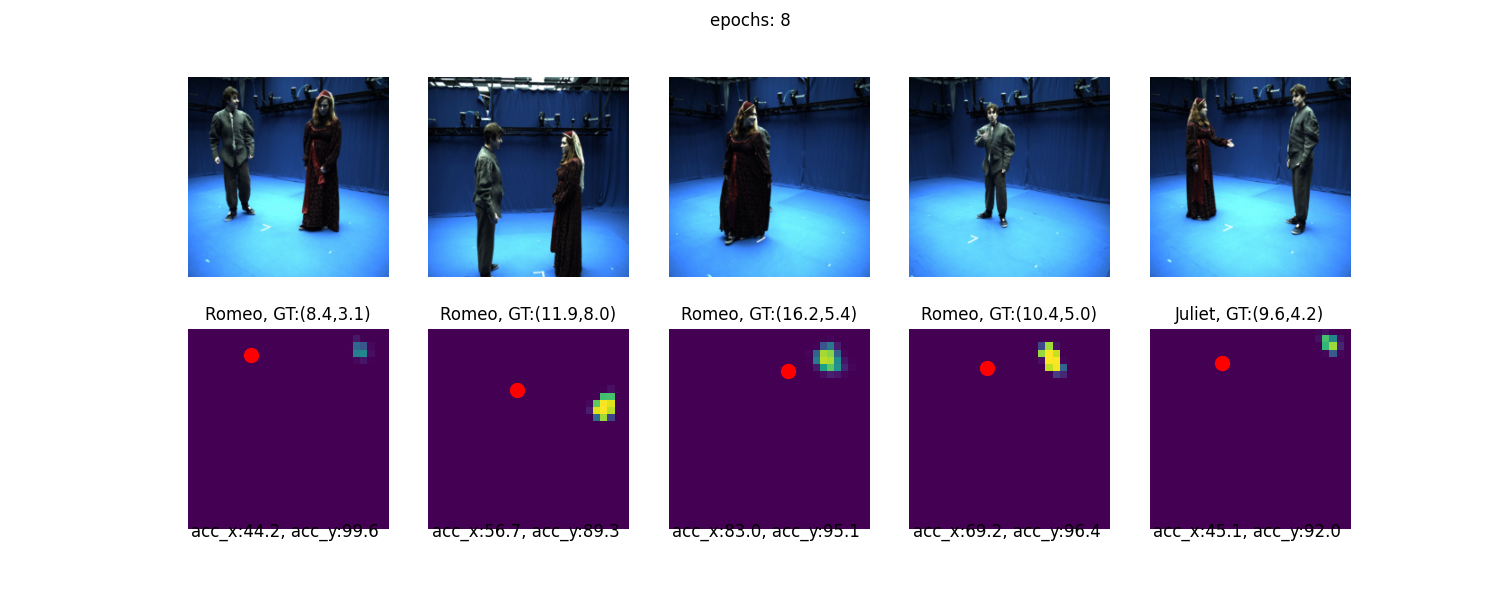 epochs: 8
Romeo, GT:(8.4,3.1)
Romeo, GT:(11.9,8.0)
Romeo, GT:(16.2,5.4)
Romeo, GT:(10.4,5.0)
Juliet, GT:(9.6,4.2)
acc_x:44.2, acc_y:99.6
acc_x:56.7, acc_y:89.3
acc_x:83.0, acc_y:95.1
acc_x:69.2, acc_y:96.4
acc_x:45.1, acc_y:92.0